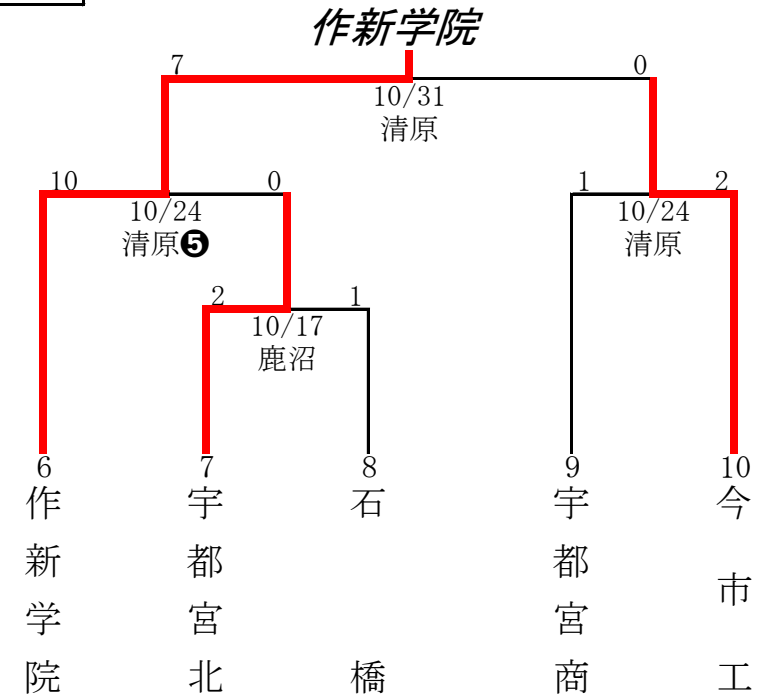 作新学院
7 0
10/31
清原
10 0 1 2
10/24 10/24
清原❺ 清原
2 1
10/17
鹿沼
6 7 8 9 10
作新学院
宇都宮北
石橋
宇都宮商
今市工